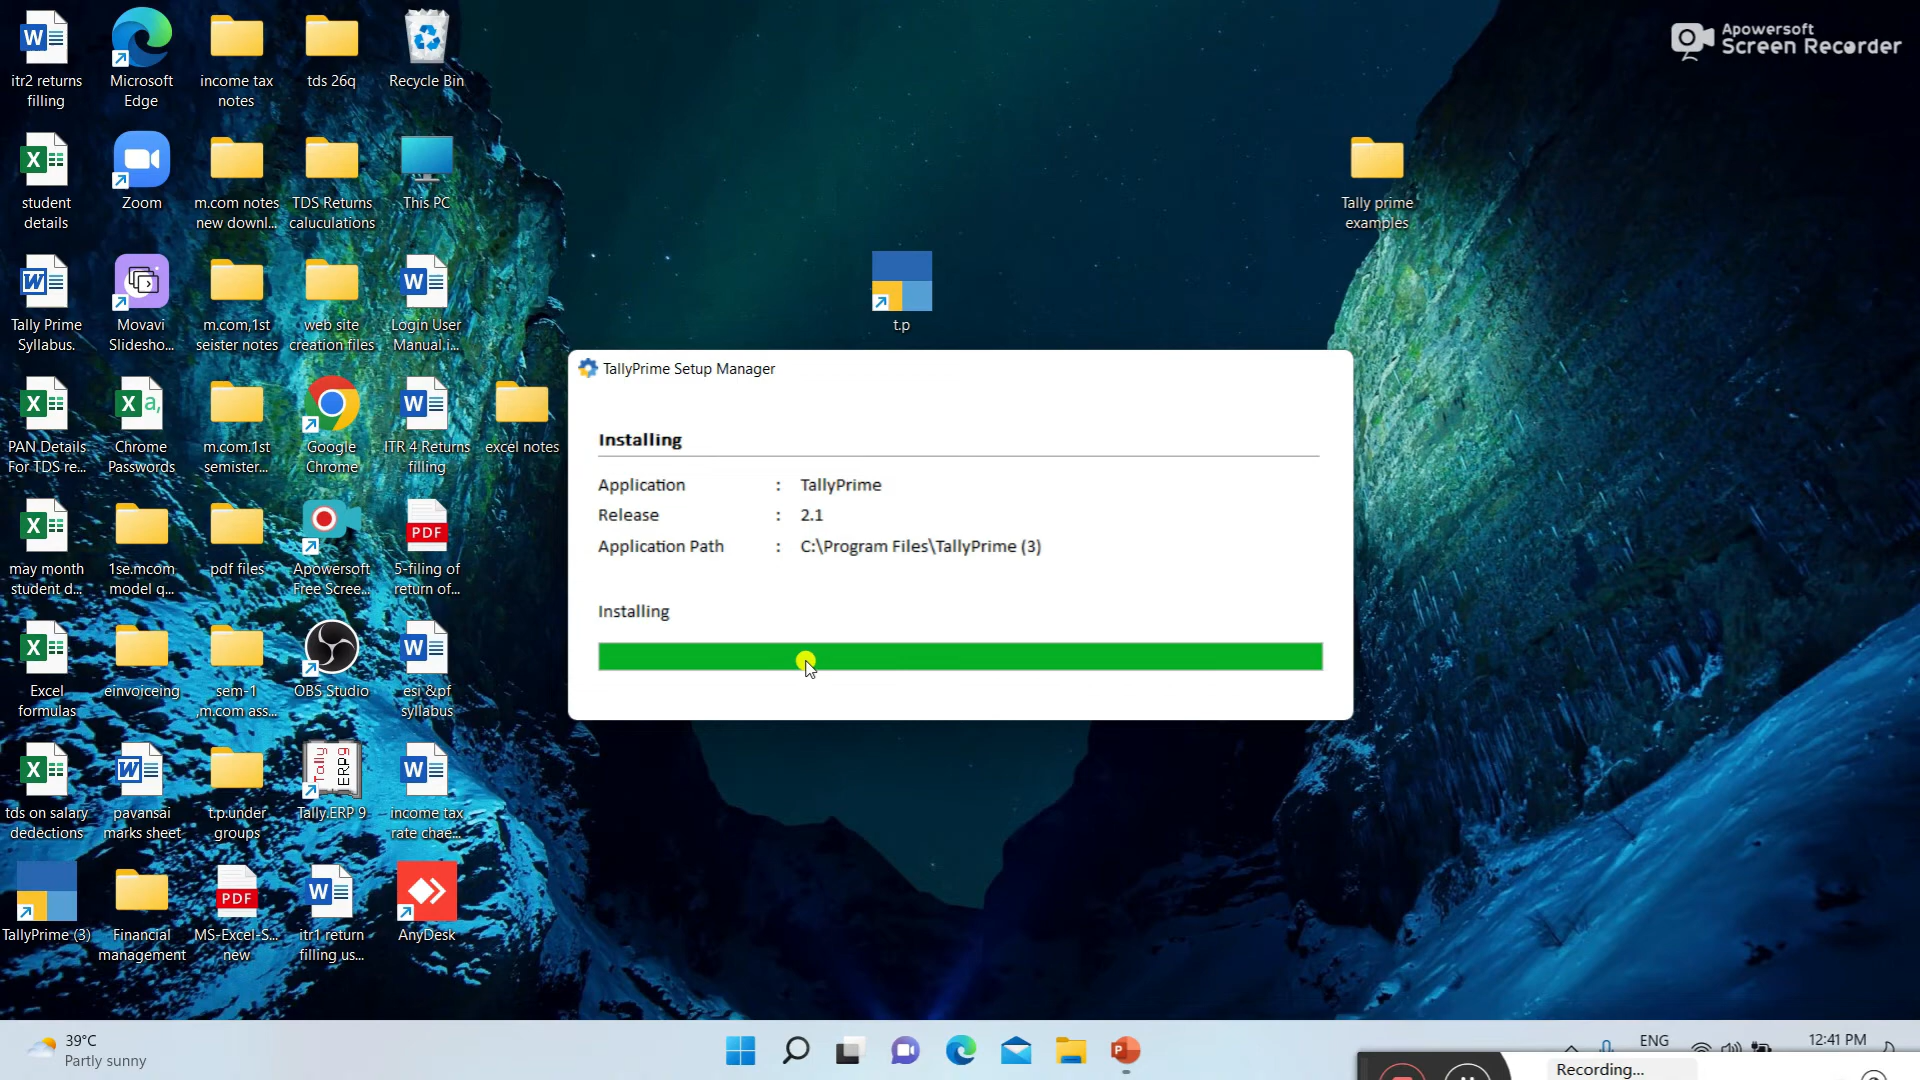 itr2 returns
filling
Microsoft
Edge
income tax
notes
tds 26q
Recycle Bin
Apowersoft
Screen Recorder
student
details
Zoom
m.com notes
new downl...
TDS Returns
caluculations
This PC
Tally prime
examples
Tally Prime
Syllabus.
Movavi
Slidesho...
m.com,1st
seister notes
web site
creation files
Login User
Manual i...
t.p
PAN Details
For TDS re...
Chrome
Passwords
m.com.1st
semister...
Google
Chrome
ITR 4 Returns
filling
excel notes
may month
student d...
1se.mcom
model q...
pdf files
Apowersoft
Free Scree...
PDF
5-filing of
return of...
Excel
formulas
einvoiceing
sem-1
,m.com ass...
OBS Studio
esi &pf
syllabus
tds on salary
dedections
pavansai
marks sheet
t.p.under
groups
Tally
ERP9
Tally.ERP 9
income tax
rate chae...
TallyPrime (3)
Financial
management
PDF
MS-Excel-S...
new
itr1 return
filling us...
AnyDesk
TallyPrime Setup Manager
Installing
Application : TallyPrime
Release : 2.1
Application Path : C:\Program Files\TallyPrime (3)
Installing
39°C
Partly sunny
ENG
12:41 PM
Recording...